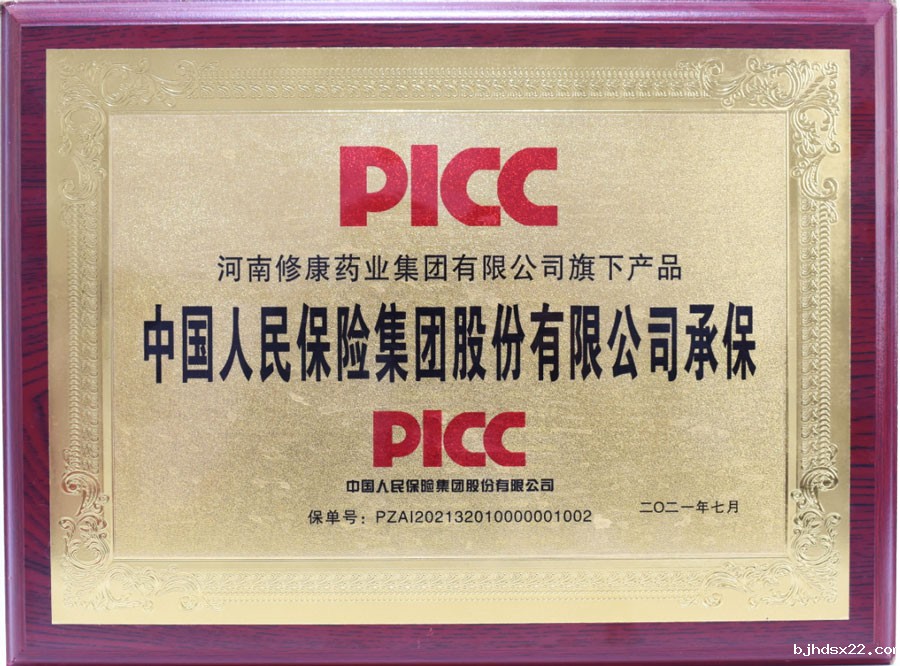 PICC
河南修康药业集团有限公司旗下产品
中国人民保险集团股份有限公司承保
PICC
中国人民保险集团股份有限公司
保单号：PZAI202132010000001002
二〇二一年七月
bjhdsx22.com